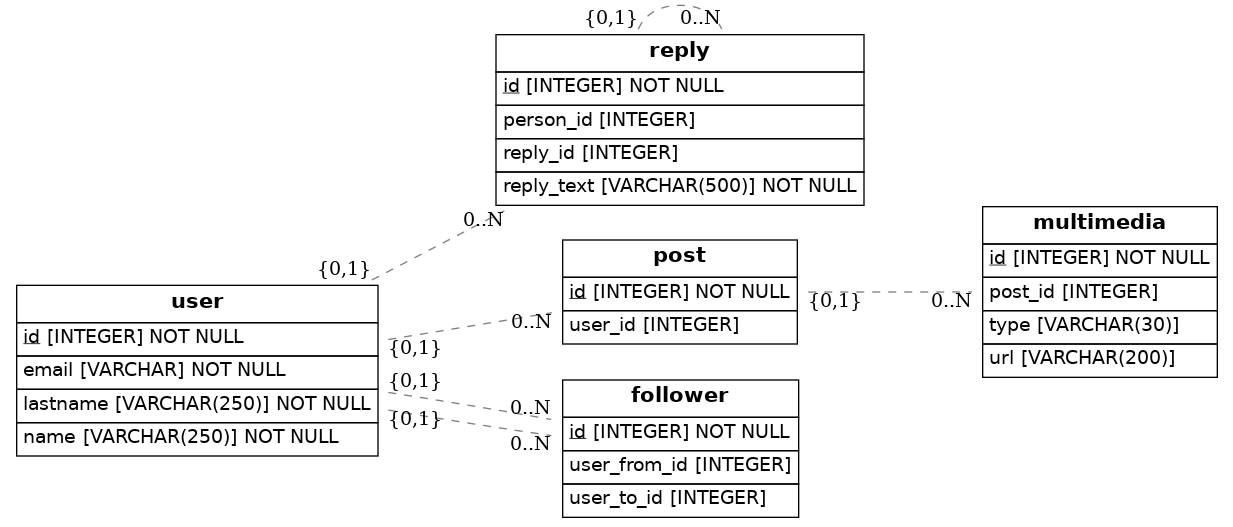 {0,1}
0..N
reply
id [INTEGER] NOT NULL
person_id [INTEGER]
reply_id [INTEGER]
reply_text [VARCHAR(500)] NOT NULL
0..N
{0,1}
user
id [INTEGER] NOT NULL
email [VARCHAR] NOT NULL
lastname [VARCHAR(250)] NOT NULL
name [VARCHAR(250)] NOT NULL
{0,1}
0..N
{0,1}
0..N
{0,1}
0..N
post
id [INTEGER] NOT NULL
user_id [INTEGER]
{0,1}
0..N
follower
id [INTEGER] NOT NULL
user_from_id [INTEGER]
user_to_id [INTEGER]
multimedia
id [INTEGER] NOT NULL
post_id [INTEGER]
type [VARCHAR(30)]
url [VARCHAR(200)]